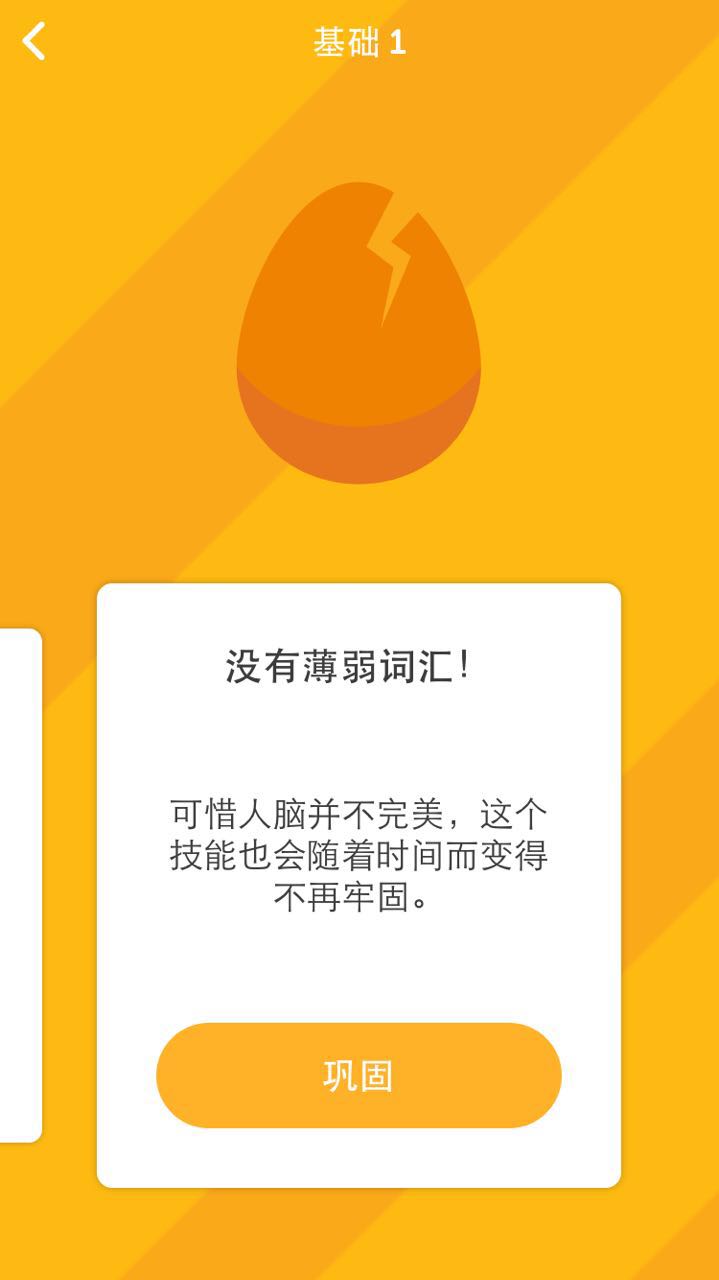 基础 1
没有薄弱词汇！
可惜人脑并不完美，这个
技能也会随着时间而变得
不再牢固。
巩固